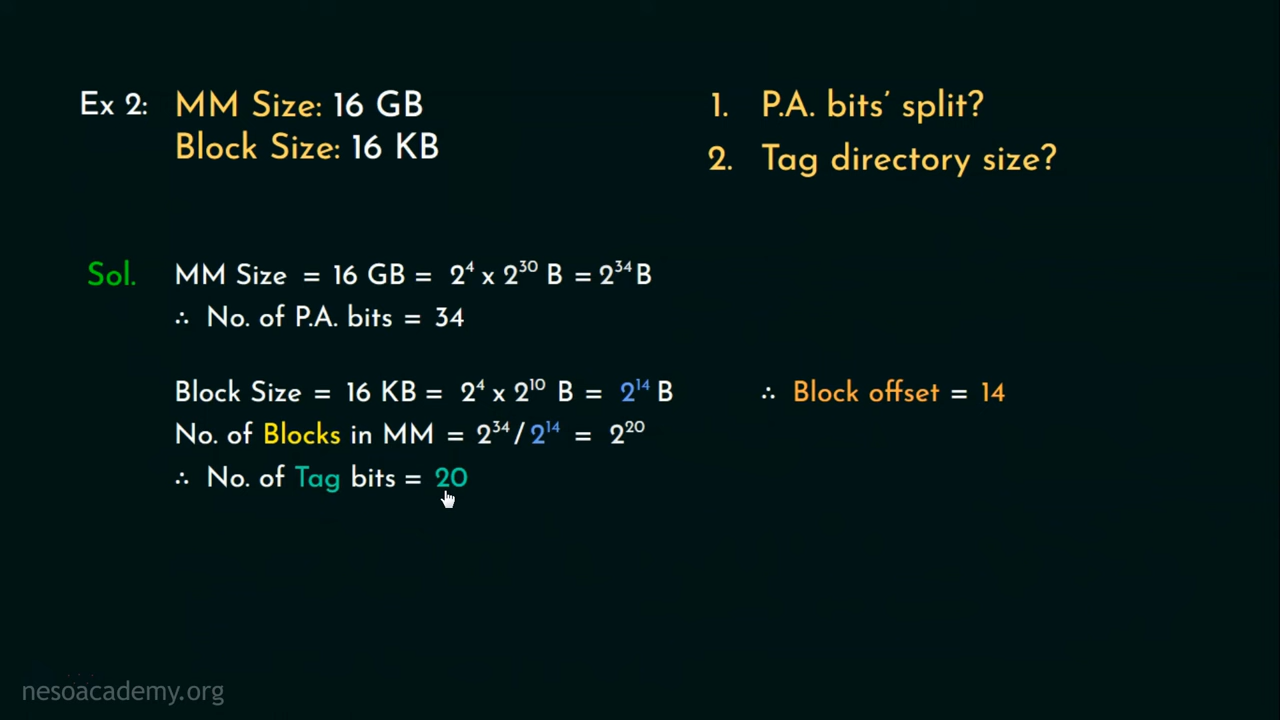 Ex 2: MM Size: 16 GB
Block Size: 16 KB
1. P.A. bits’ split?
2. Tag directory size?
Sol. MM Size = 16 GB = 2⁴ x 2³⁰ B = 2³⁴ B
∴ No. of P.A. bits = 34
Block Size = 16 KB = 2⁴ x 2¹⁰ B = 2¹⁴ B ∴ Block offset = 14
No. of Blocks in MM = 2³⁴ / 2¹⁴ = 2²⁰
∴ No. of Tag bits = 20
nesoacademy.org